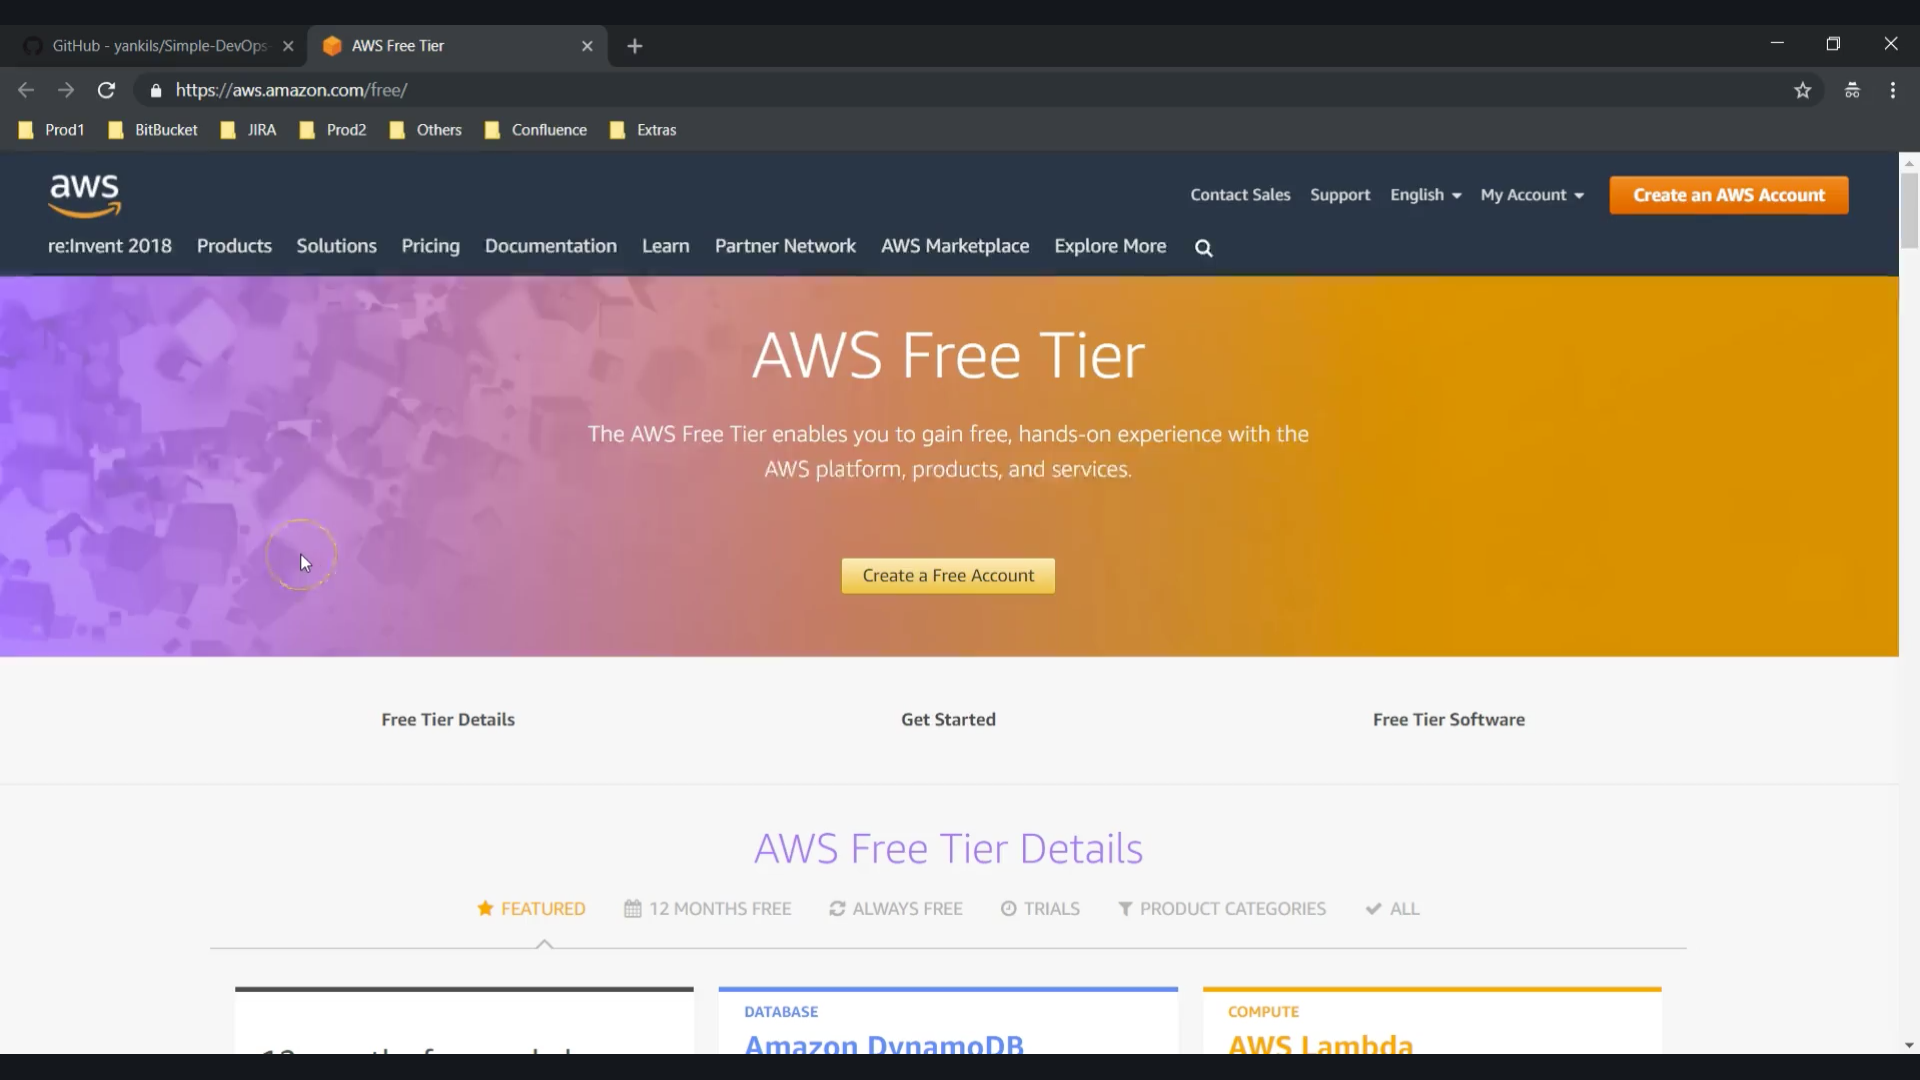 GitHub - yankils/Simple-DevOps-
AWS Free Tier
https://aws.amazon.com/free/
Prod1 BitBucket JIRA Prod2 Others Confluence Extras
aws
Contact Sales Support English My Account Create an AWS Account
re:Invent 2018 Products Solutions Pricing Documentation Learn Partner Network AWS Marketplace Explore More
AWS Free Tier
The AWS Free Tier enables you to gain free, hands-on experience with the
AWS platform, products, and services.
Create a Free Account
Free Tier Details Get Started Free Tier Software
AWS Free Tier Details
FEATURED 12 MONTHS FREE ALWAYS FREE TRIALS PRODUCT CATEGORIES ALL
DATABASE
Amazon DynamoDB
COMPUTE
AWS Lambda